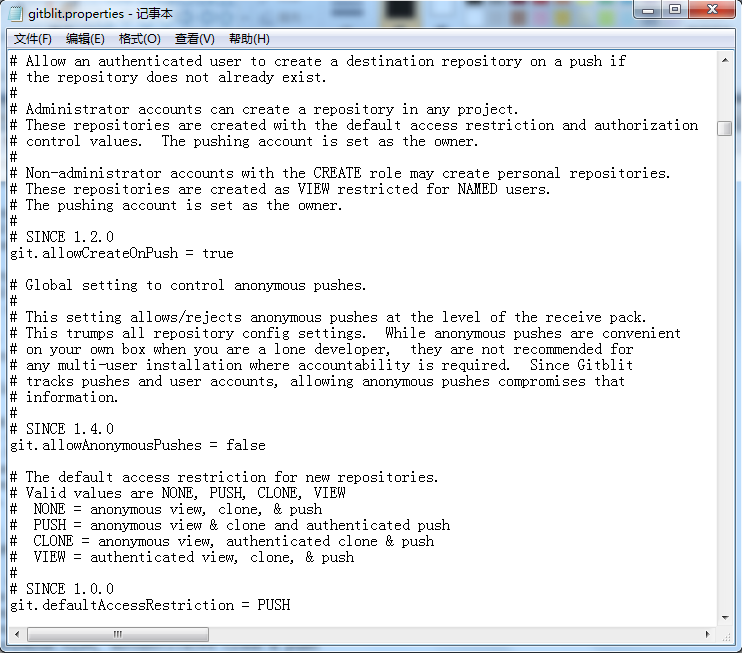 gitblit.properties - 记事本
文件(F) 编辑(E) 格式(O) 查看(V) 帮助(H)
# Allow an authenticated user to create a destination repository on a push if
# the repository does not already exist.
#
# Administrator accounts can create a repository in any project.
# These repositories are created with the default access restriction and authorization
# control values.  The pushing account is set as the owner.
#
# Non-administrator accounts with the CREATE role may create personal repositories.
# These repositories are created as VIEW restricted for NAMED users.
# The pushing account is set as the owner.
#
# SINCE 1.2.0
git.allowCreateOnPush = true
# Global setting to control anonymous pushes.
#
# This setting allows/rejects anonymous pushes at the level of the receive pack.
# This trumps all repository config settings.  While anonymous pushes are convenient
# on your own box when you are a lone developer,  they are not recommended for
# any multi-user installation where accountability is required.  Since Gitblit
# tracks pushes and user accounts, allowing anonymous pushes compromises that
# information.
#
# SINCE 1.4.0
git.allowAnonymousPushes = false
# The default access restriction for new repositories.
# Valid values are NONE, PUSH, CLONE, VIEW
#  NONE = anonymous view, clone, & push
#  PUSH = anonymous view & clone and authenticated push
#  CLONE = anonymous view, authenticated clone & push
#  VIEW = authenticated view, clone, & push
#
# SINCE 1.0.0
git.defaultAccessRestriction = PUSH